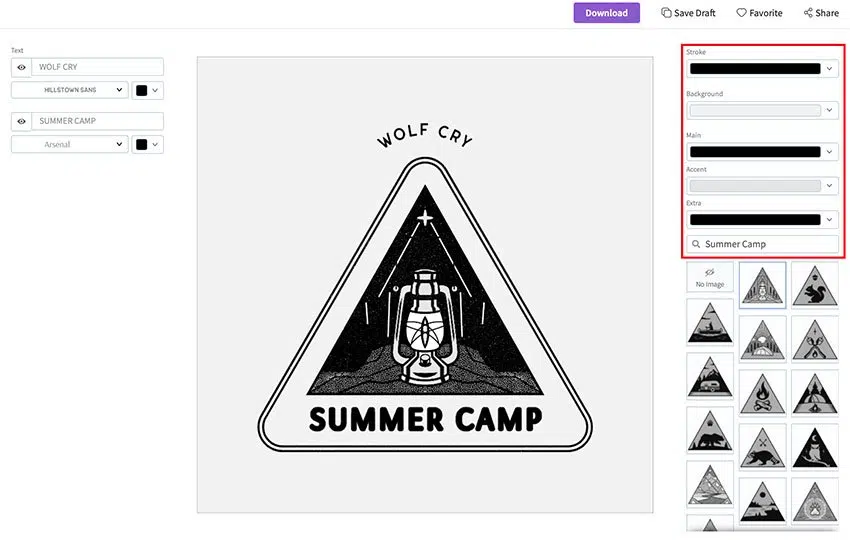 Download
Save Draft
Favorite
Share
Text
WOLF CRY
HILLSTOWN SANS
SUMMER CAMP
Arsenal
WOLF CRY
SUMMER CAMP
Stroke
Background
Main
Accent
Extra
Summer Camp
No Image